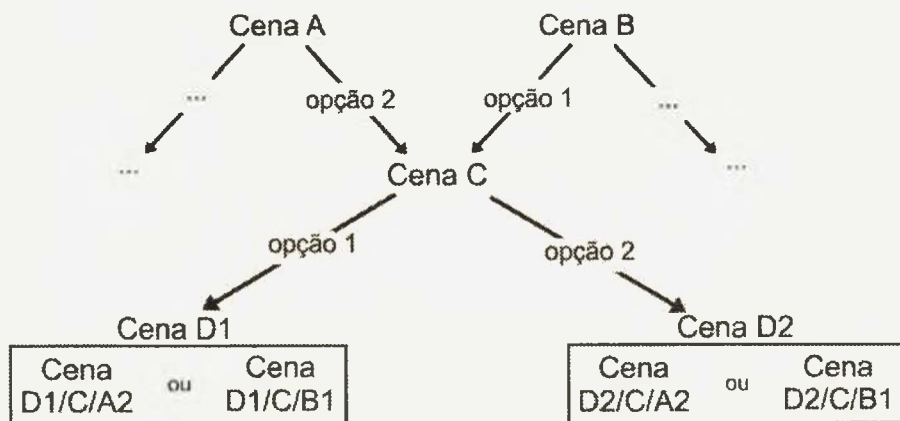 Cena A Cena B
... opção 2 opção 1 ...
... Cena C ...
opção 1 opção 2
Cena D1 Cena D2
Cena ou Cena Cena ou Cena
D1/C/A2 D1/C/B1 D2/C/A2 D2/C/B1